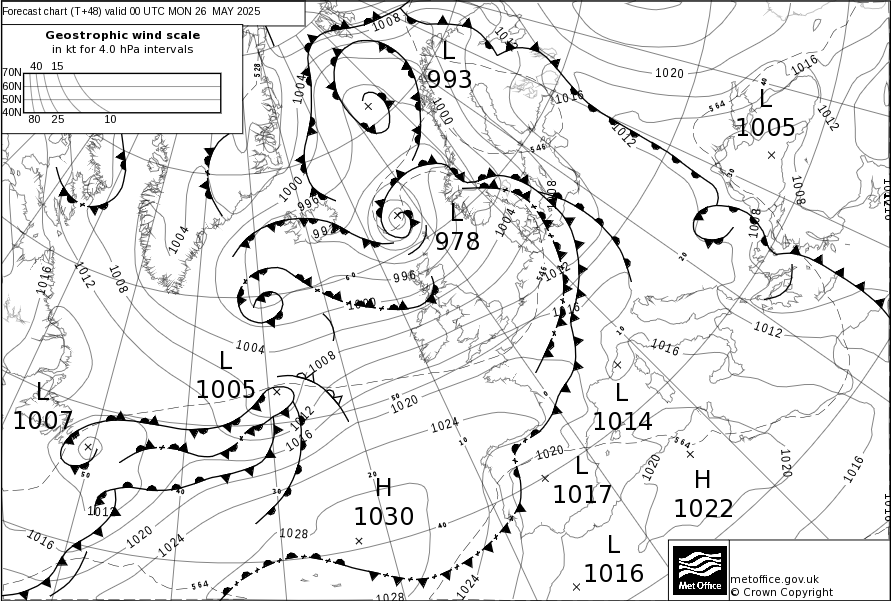 Forecast chart (T+48) valid 00 UTC MON 26 MAY 2025
Geostrophic wind scale
in kt for 4.0 hPa intervals
40 15
70N
60N
50N
40N
80 25 10
1008
1012
L
993
1020
1016
528
1004
1016
1000
1012
564
L
1005
1012
546
1000
996
992
1008
1004
L
978
1008
1008
1004
1016
1012
1008
996
1000
1012
1016
1012
1004
1008
1016
L
1005
L
1007
1020
1012
1016
1024
L
1014
564
1020
1020
1020
1016
L
1017
H
1022
H
1030
1012
1016
1020
1024
1028
564
1028
1024
L
1016
Met Office
metoffice.gov.uk
© Crown Copyright